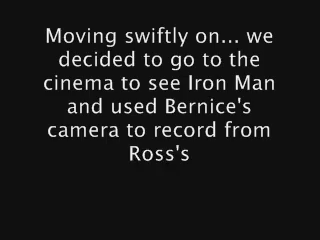 Moving swiftly on... we
decided to go to the
cinema to see Iron Man
and used Bernice's
camera to record from
Ross's